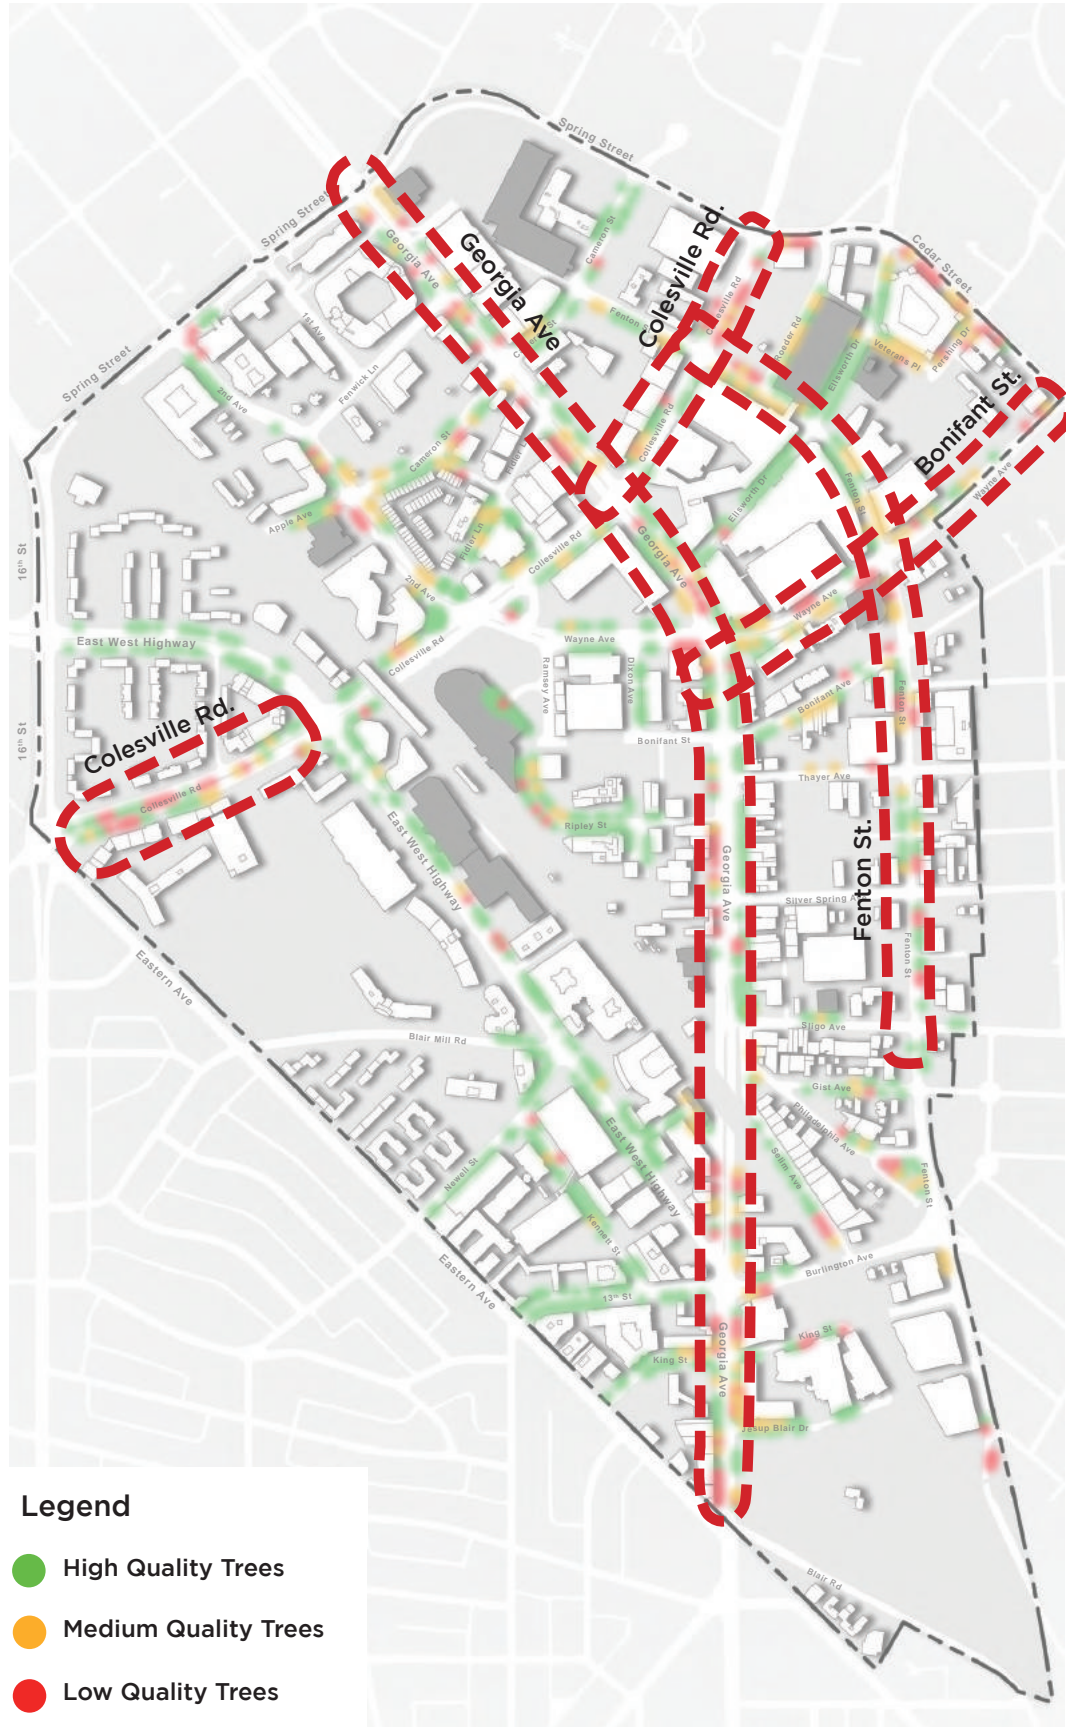 Spring Street
Spring Street
Cedar Street
Colesville Rd.
Georgia Ave
Georgia Ave
Cameron St
Colesville Rd
Fenton
Roeder Rd
Ellsworth Dr
Veterans Pl
Pershing Dr
1st Ave
Spring Street
Fenwick Ln
2nd Ave
Bonifant St.
Cameron St
Fidler L
Colesville Rd
Ellsworth Dr
Fenton St
Wayne Ave
Apple Ave
Fidler Ln
Colesville Rd
Georgia Ave
16th St
2nd Ave
Wayne Ave
East West Highway
Colesville Rd
Wayne Ave
Ramsey Ave
Dixon Ave
Bonifant Ave
Fenton St
16th St
Colesville Rd.
Bonifant St
Thayer Ave
Colesville Rd
Ripley St
East West Highway
Georgia Ave
Fenton St.
Silver Spring A
Fenton St
Eastern Ave
Sligo Ave
Blair Mill Rd
Gist Ave
Philadelphia Ave
East West Highway
Selim Ave
Newell St
Fenton St
Kennett St
Burlington Ave
Eastern Ave
13th St
King St
Georgia Ave
King St
Jesup Blair Dr
Blair Rd
Legend
High Quality Trees
Medium Quality Trees
Low Quality Trees